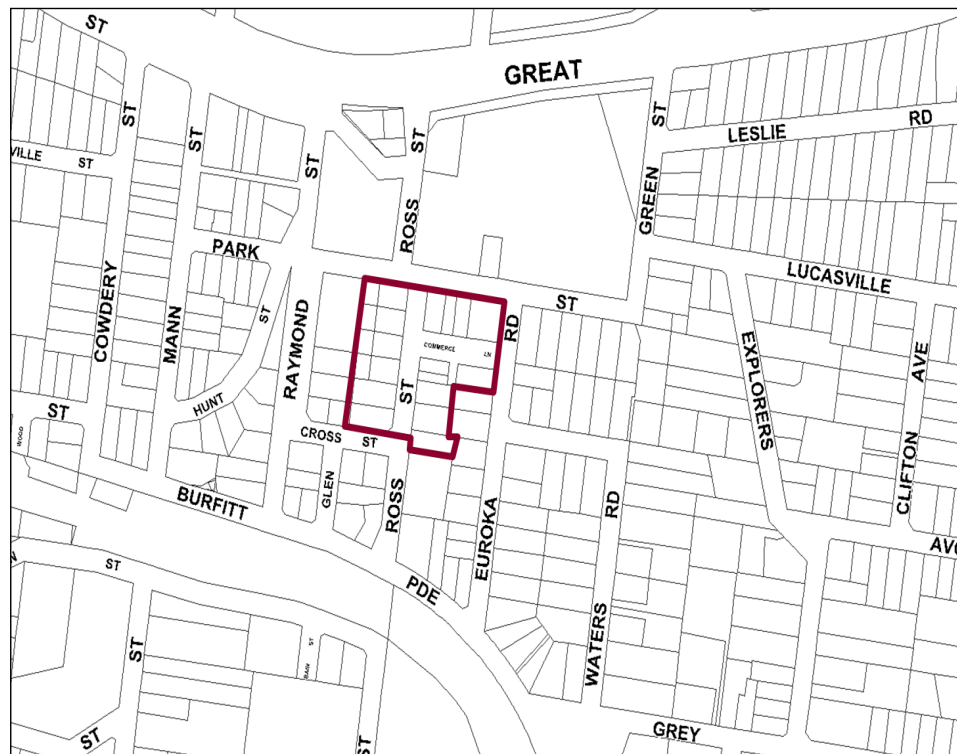 ST
GREAT
ST
ST
ST
ST
ST
RD
LESLIE
VILLE ST
GREEN
ROSS
PARK
LUCASVILLE
COWDERY
MANN
ST
RAYMOND
ST
RD
COMMERCE LN
EXPLORERS
AVE
ST
HUNT
ST
CROSS ST
WOOD
GLEN
BURFITT
ROSS
EUROKA
RD
CLIFTON
ST
PDE
WATERS
ST
ST
GREY
ST
ST